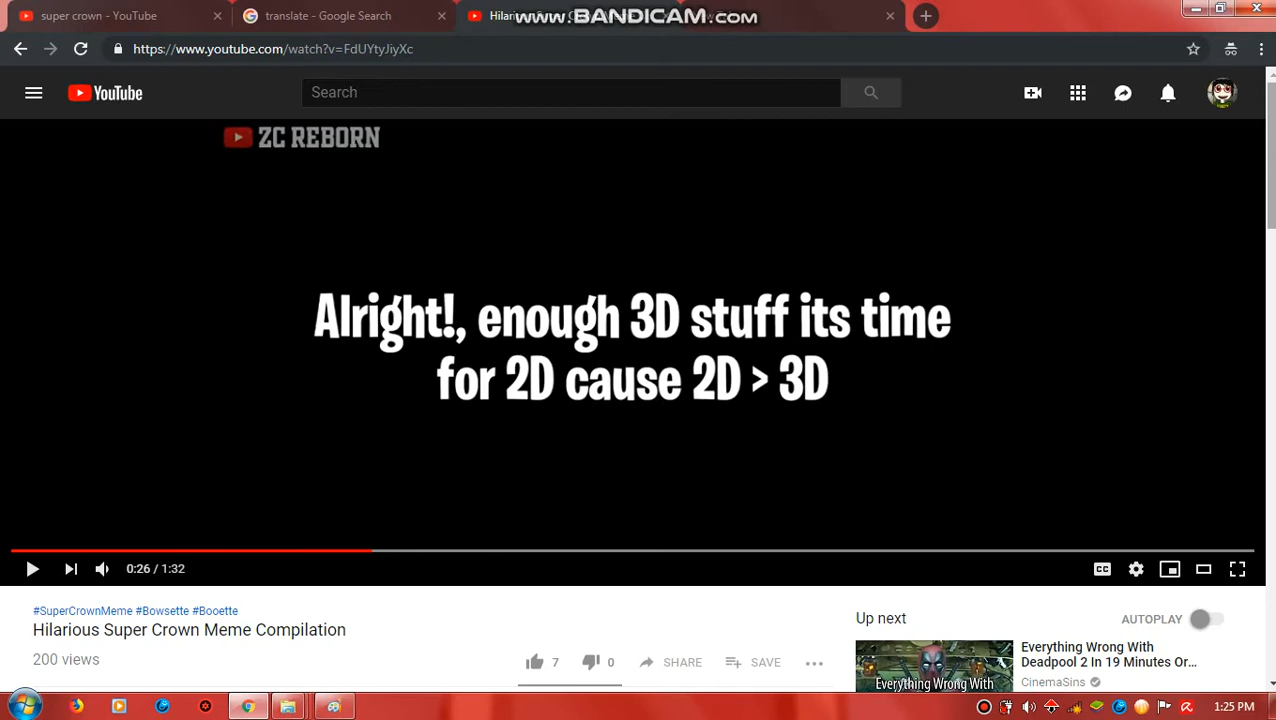 super crown - YouTube
translate - Google Search
Hilari
www.BANDICAM.com
https://www.youtube.com/watch?v=FdUYtyJiyXc
YouTube
Search
ZC REBORN
Alright!, enough 3D stuff its time
for 2D cause 2D > 3D
0:26 / 1:32
CC
#SuperCrownMeme #Bowsette #Booette
Hilarious Super Crown Meme Compilation
200 views
7
0
SHARE
SAVE
Up next
AUTOPLAY
Everything Wrong With
Everything Wrong With
Deadpool 2 In 19 Minutes Or...
CinemaSins
1:25 PM